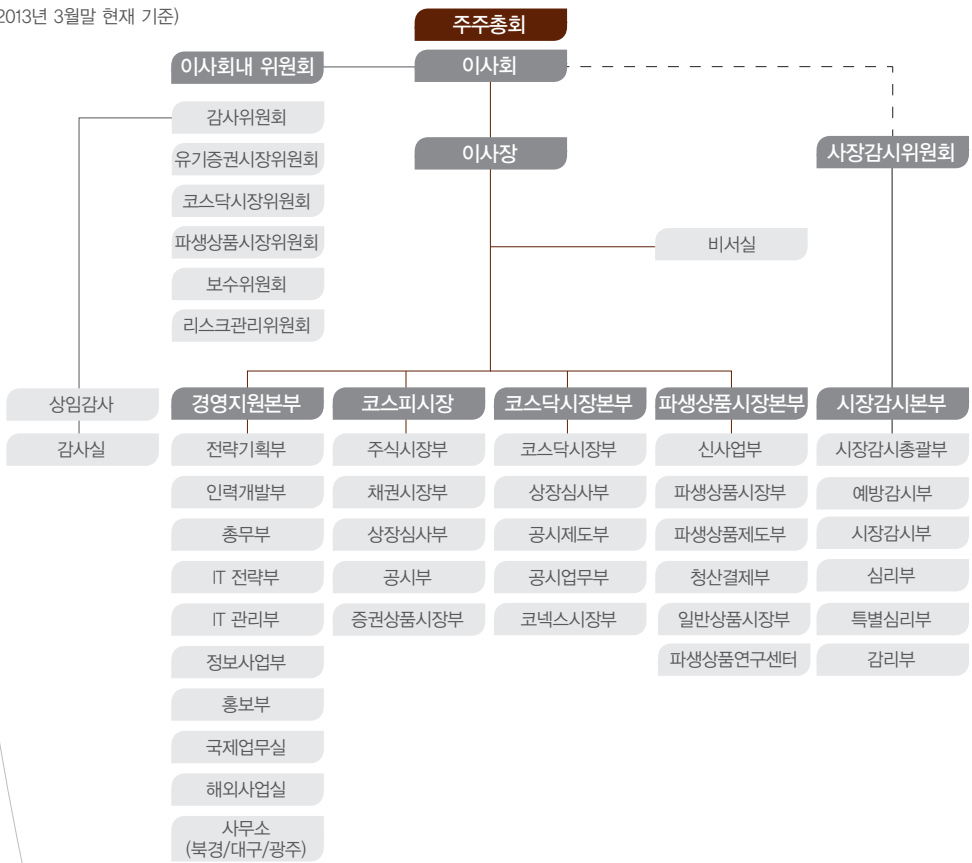 2013년 3월말 현재 기준)
주주총회
이사회내 위원회
이사회
감사위원회
유기증권시장위원회
코스닥시장위원회
파생상품시장위원회
보수위원회
리스크관리위원회
이사장
사장감시위원회
비서실
상임감사
감사실
경영지원본부
전략기획부
인력개발부
총무부
IT 전략부
IT 관리부
정보사업부
홍보부
국제업무실
해외사업실
사무소
(북경/대구/광주)
코스피시장
주식시장부
채권시장부
상장심사부
공시부
증권상품시장부
코스닥시장본부
코스닥시장부
상장심사부
공시제도부
공시업무부
코넥스시장부
파생상품시장본부
신사업부
파생상품시장부
파생상품제도부
청산결제부
일반상품시장부
파생상품연구센터
시장감시본부
시장감시총괄부
예방감시부
시장감시부
심리부
특별심리부
감리부